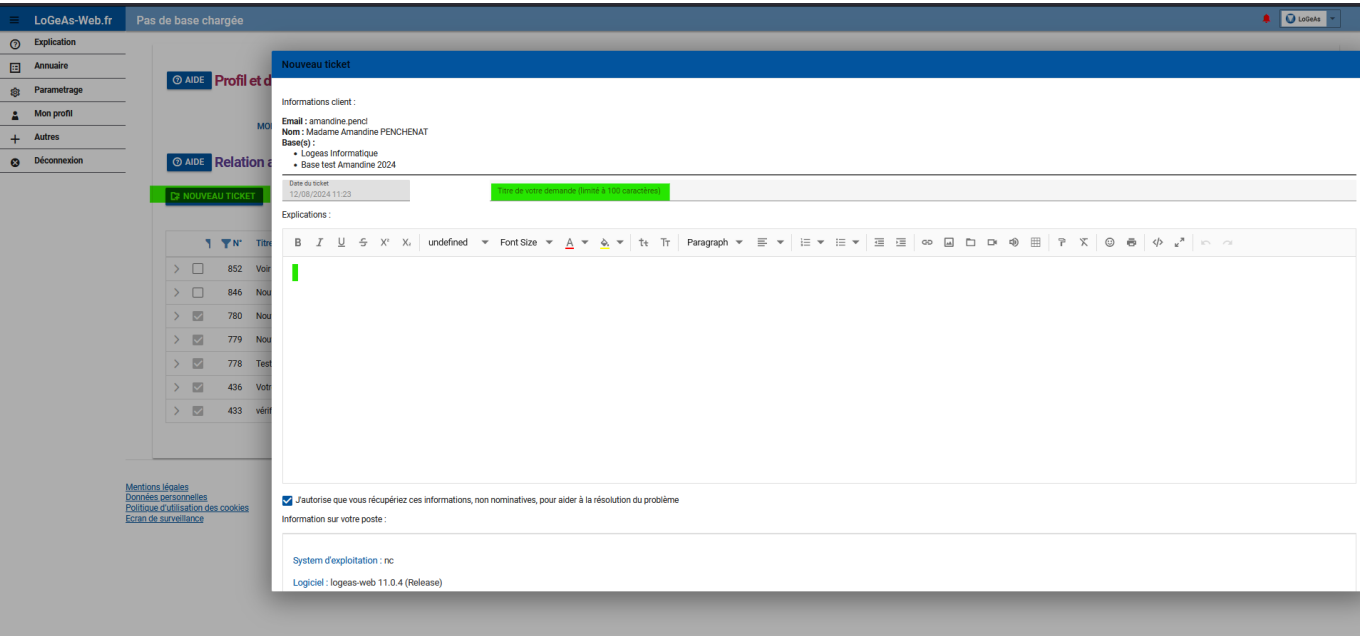 LoGeAs-Web.fr
Pas de base chargée
LoGeAs
Explication
Annuaire
Parametrage
Mon profil
Autres
Déconnexion
AIDE Profil et d
AIDE Relation a
NOUVEAU TICKET
N° Titre
852 Voir
846 Nou
780 Nou
779 Nou
778 Test
436 Votr
433 vérif
Mentions légales
Données personnelles
Politique d'utilisation des cookies
Ecran de surveillance
Nouveau ticket
Informations client :
Email : amandine.pencl
Nom : Madame Amandine PENCHENAT
Base(s) :
• Logeas Informatique
• Base test Amandine 2024
Date du ticket
12/08/2024 11:23
Titre de votre demande (limité à 100 caractères)
Explications :
undefined Font Size Paragraph
J'autorise que vous récupériez ces informations, non nominatives, pour aider à la résolution du problème
Information sur votre poste :
System d'exploitation : nc
Logiciel : logeas-web 11.0.4 (Release)